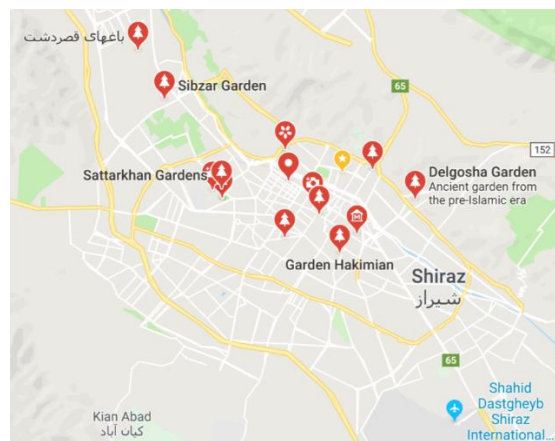 باغهای قصردشت
Sibzar Garden
65
152
Sattarkhan Gardens
Delgosha Garden
Ancient garden from
the pre-Islamic era
Garden Hakimian
Shiraz
شیراز
65
Shahid
Dastgheyb
Shiraz
International...
Kian Abad
کیان آباد